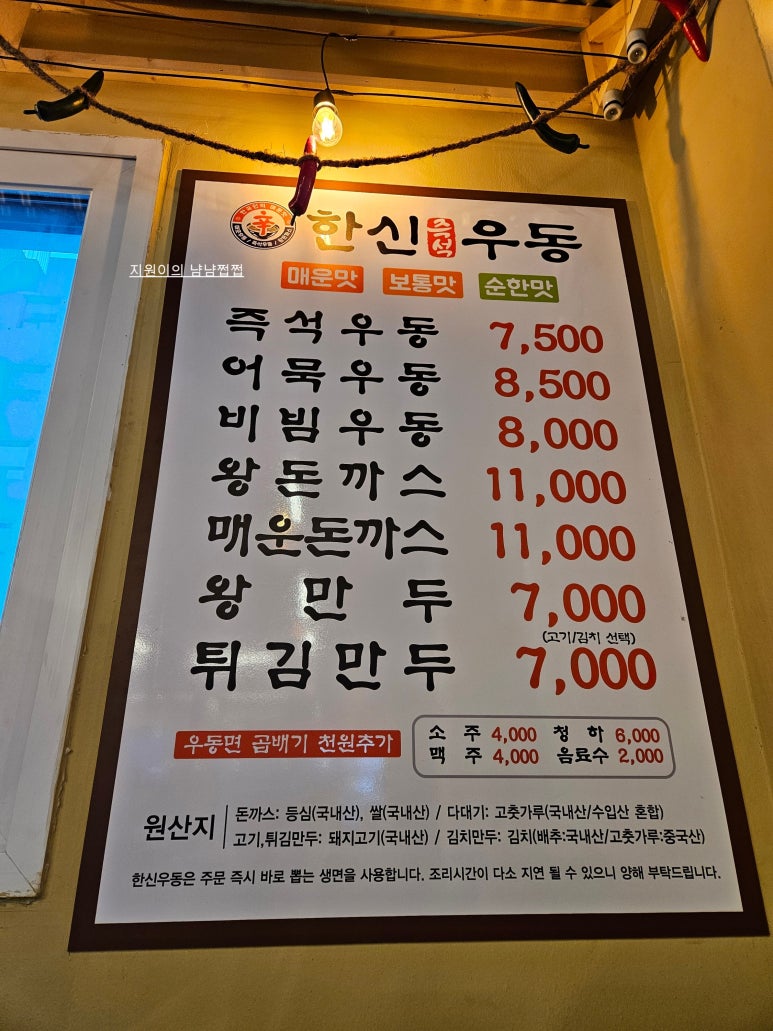 한신 즉석 우동
지원이의 냠냠쩝쩝
매운맛 보통맛 순한맛
즉석우동 7,500
어묵우동 8,500
비빔우동 8,000
왕돈까스 11,000
매운돈까스 11,000
왕만두 7,000
(고기/김치 선택)
튀김만두 7,000
우동면 곱배기 천원추가
소주 4,000 청하 6,000
맥주 4,000 음료수 2,000
원산지
돈까스: 등심(국내산), 쌀(국내산) / 다대기: 고춧가루(국내산/수입산 혼합)
고기,튀김만두: 돼지고기(국내산) / 김치만두: 김치(배추:국내산/고춧가루:중국산)
한신우동은 주문 즉시 바로 뽑는 생면을 사용합니다. 조리시간이 다소 지연 될 수 있으니 양해 부탁드립니다.